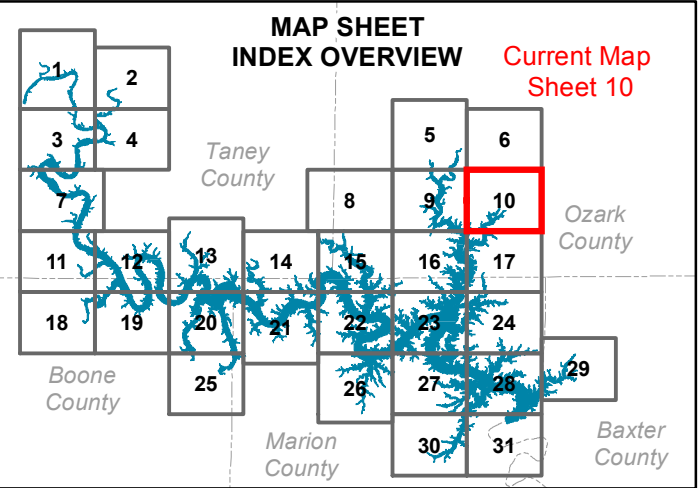 MAP SHEET
INDEX OVERVIEW
Current Map
Sheet 10
1
2
3
4
5
6
Taney
County
7
8
9
10
Ozark
County
11
12
13
14
15
16
17
18
19
20
21
22
23
24
Boone
County
25
26
27
28
29
Marion
County
30
31
Baxter
County